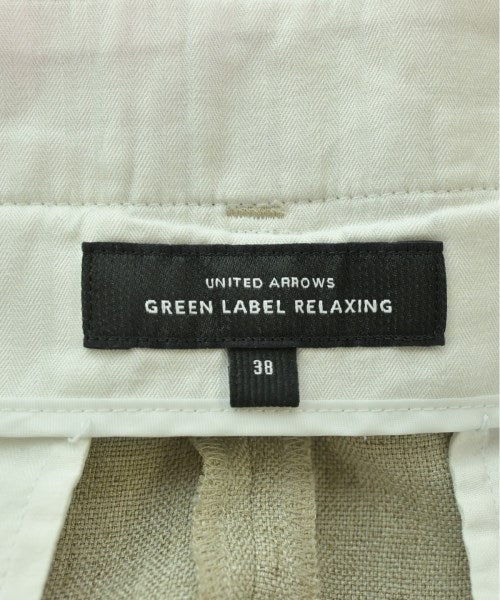 UNITED ARROWS
GREEN LABEL RELAXING
38